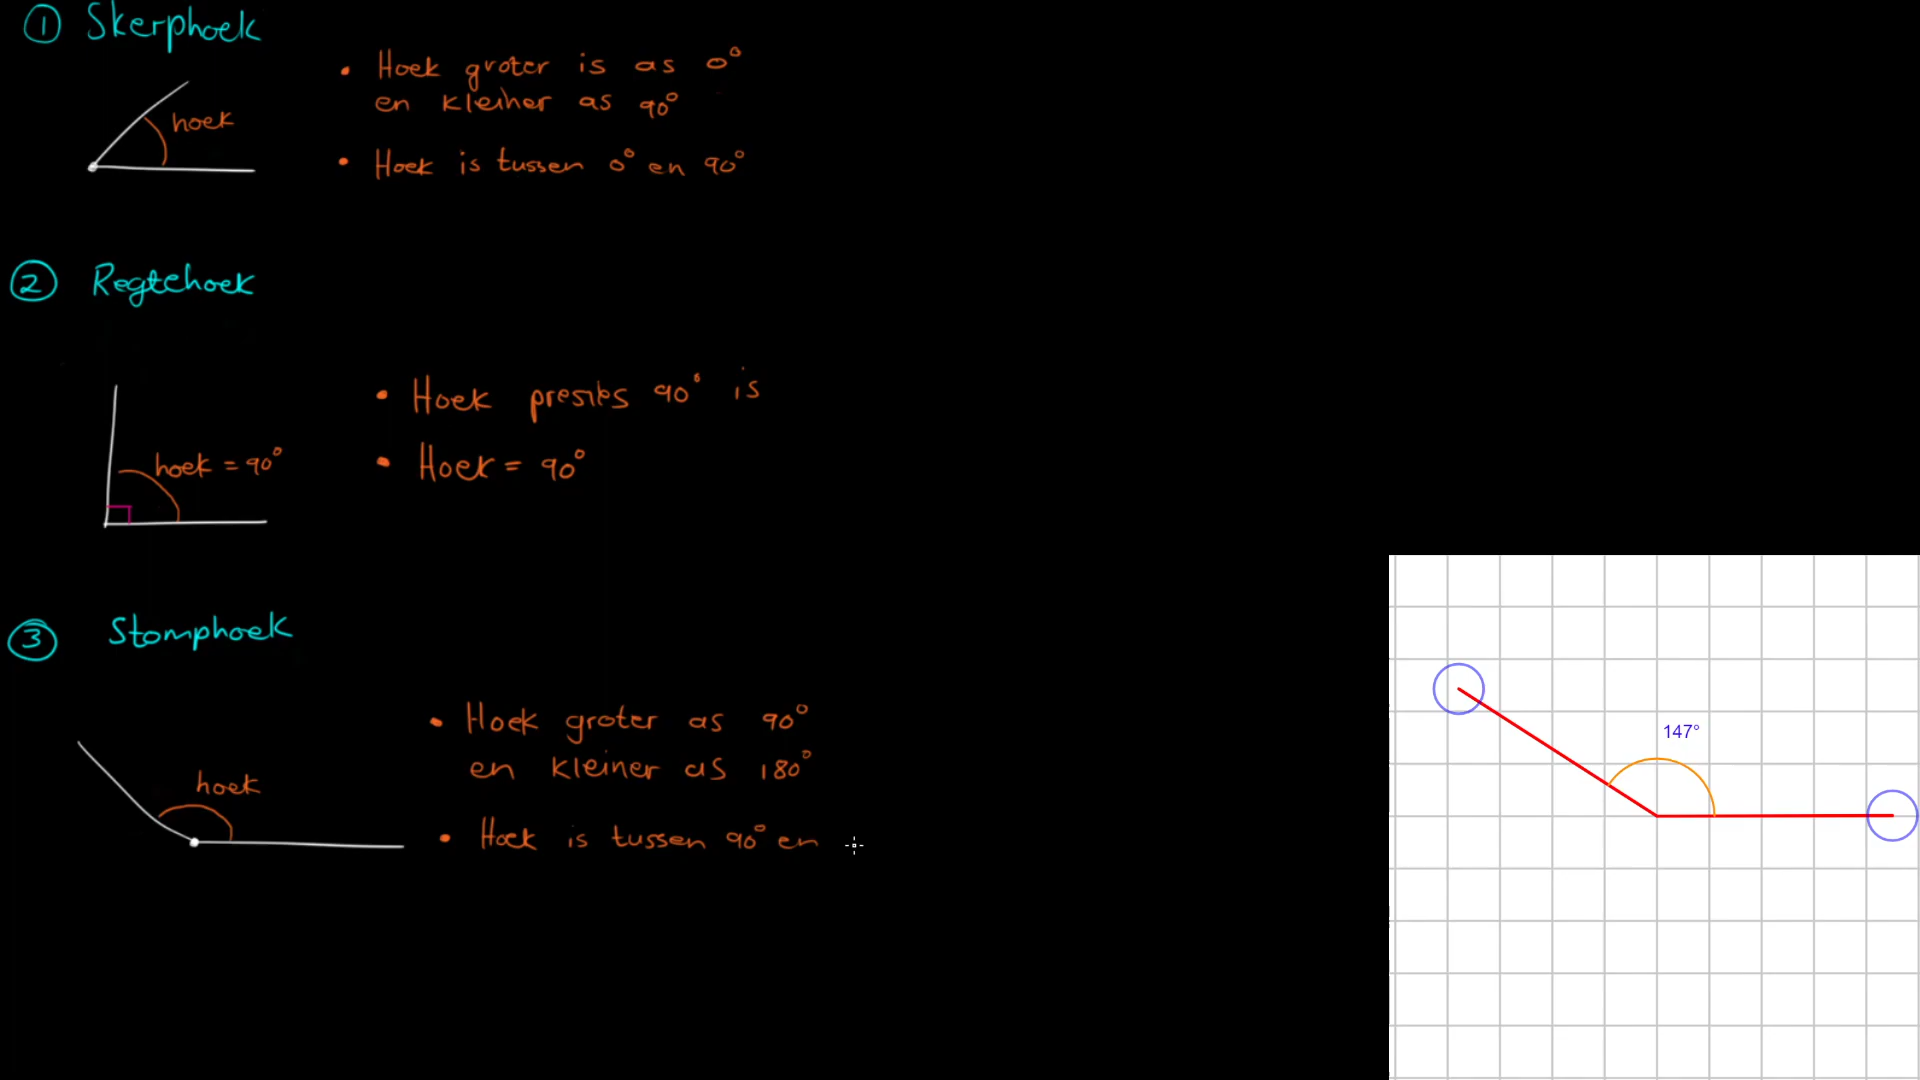 ① Skerphoek
• Hoek groter is as 0°
en kleiner as 90°
hoek
• Hoek is tussen 0° en 90°
② Regtehoek
• Hoek presies 90° is
hoek = 90°
• Hoek = 90°
③ Stomphoek
• Hoek groter as 90°
en kleiner as 180°
hoek
• Hoek is tussen 90° en
147°